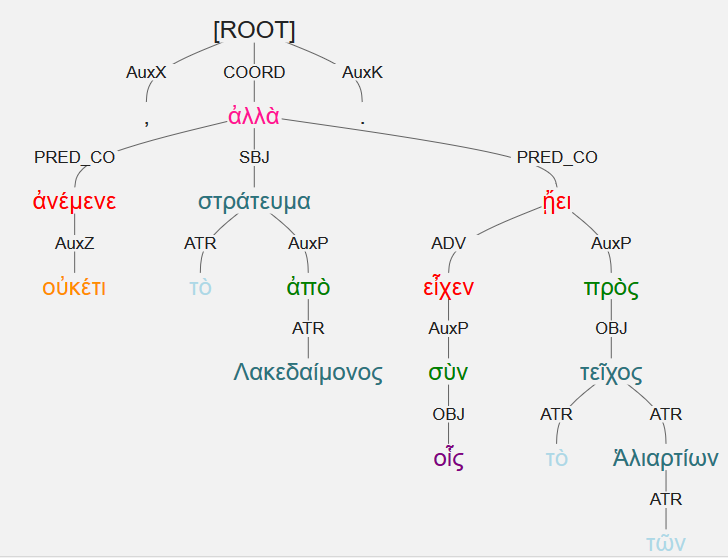 [ROOT]
AuxX COORD AuxK
, ἀλλὰ .
PRED_CO SBJ PRED_CO
ἀνέμενε στράτευμα ᾔει
AuxZ ATR AuxP ADV AuxP
οὐκέτι τὸ ἀπὸ εἶχεν πρὸς
ATR AuxP OBJ
Λακεδαίμονος σὺν τεῖχος
OBJ ATR ATR
οἷς τὸ Ἁλιαρτίων
ATR
τῶν